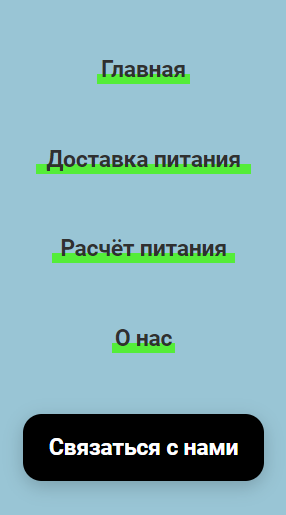 Главная
Доставка питания
Расчёт питания
О нас
Связаться с нами